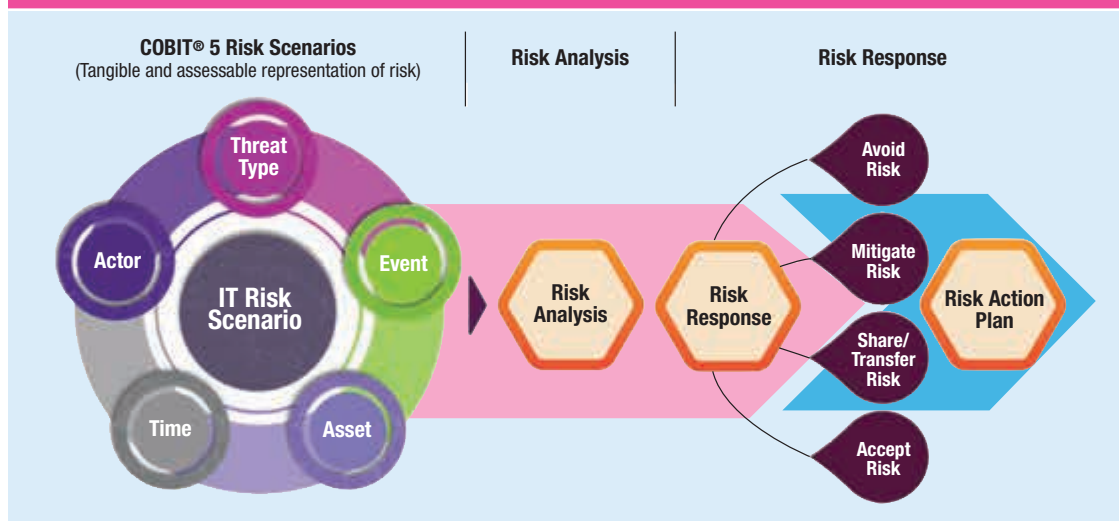 COBIT® 5 Risk Scenarios
(Tangible and assessable representation of risk)
Risk Analysis
Risk Response
Threat
Type
Actor
Event
IT Risk
Scenario
Time
Asset
Risk
Analysis
Risk
Response
Avoid
Risk
Mitigate
Risk
Share/
Transfer
Risk
Accept
Risk
Risk Action
Plan